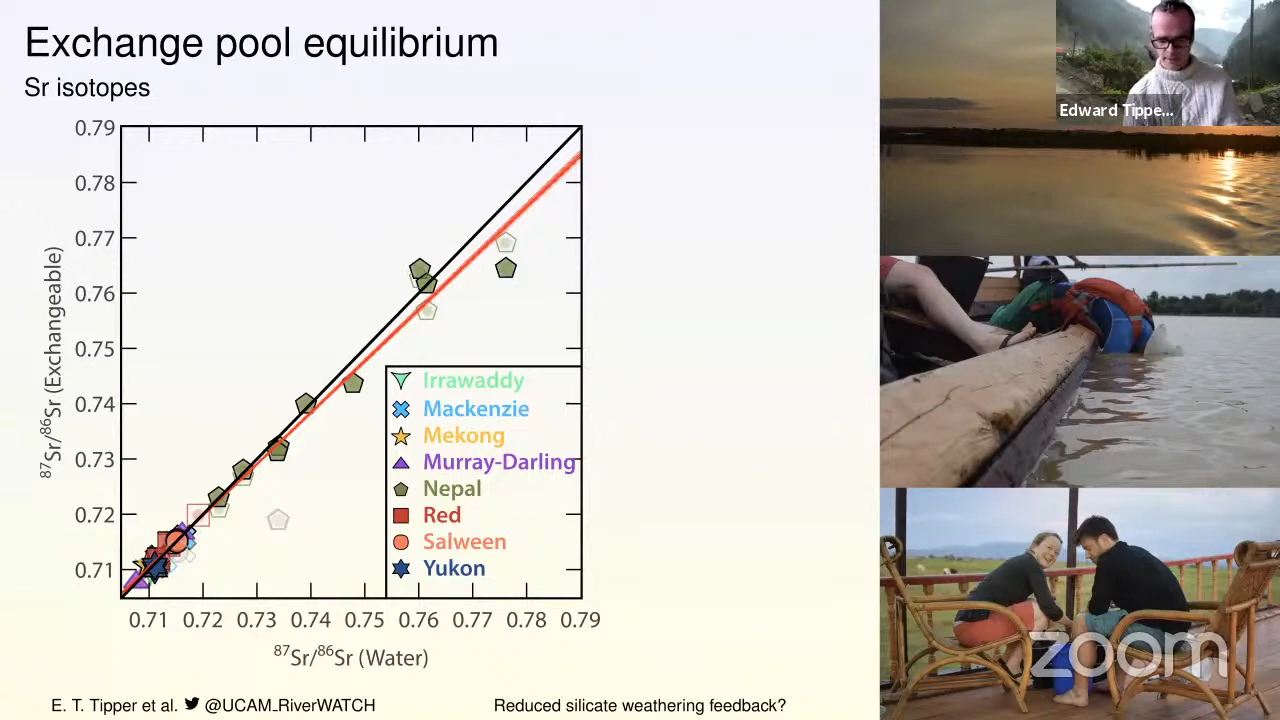 Exchange pool equilibrium
Sr isotopes
Edward Tippe...
0.79
0.78
0.77
0.76
0.75
0.74
0.73
0.72
0.71
87Sr/86Sr (Exchangeable)
Irrawaddy
Mackenzie
Mekong
Murray-Darling
Nepal
Red
Salween
Yukon
0.71 0.72 0.73 0.74 0.75 0.76 0.77 0.78 0.79
87Sr/86Sr (Water)
zoom
E. T. Tipper et al. @UCAM_RiverWATCH
Reduced silicate weathering feedback?